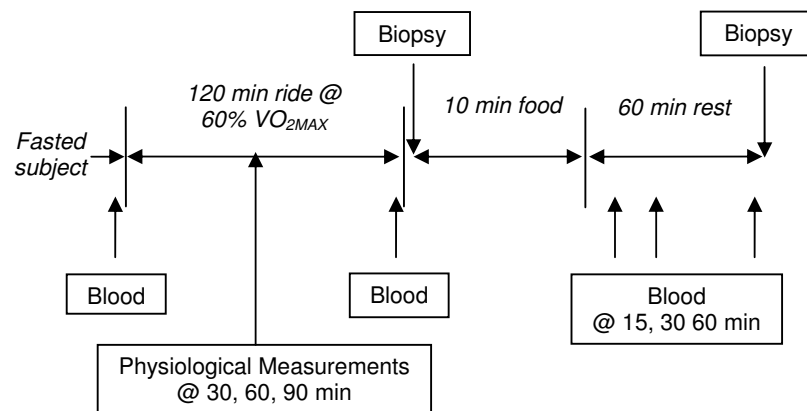 Biopsy
Biopsy
120 min ride @
60% VO2MAX
10 min food
60 min rest
Fasted
subject
Blood
Blood
Blood
@ 15, 30 60 min
Physiological Measurements
@ 30, 60, 90 min